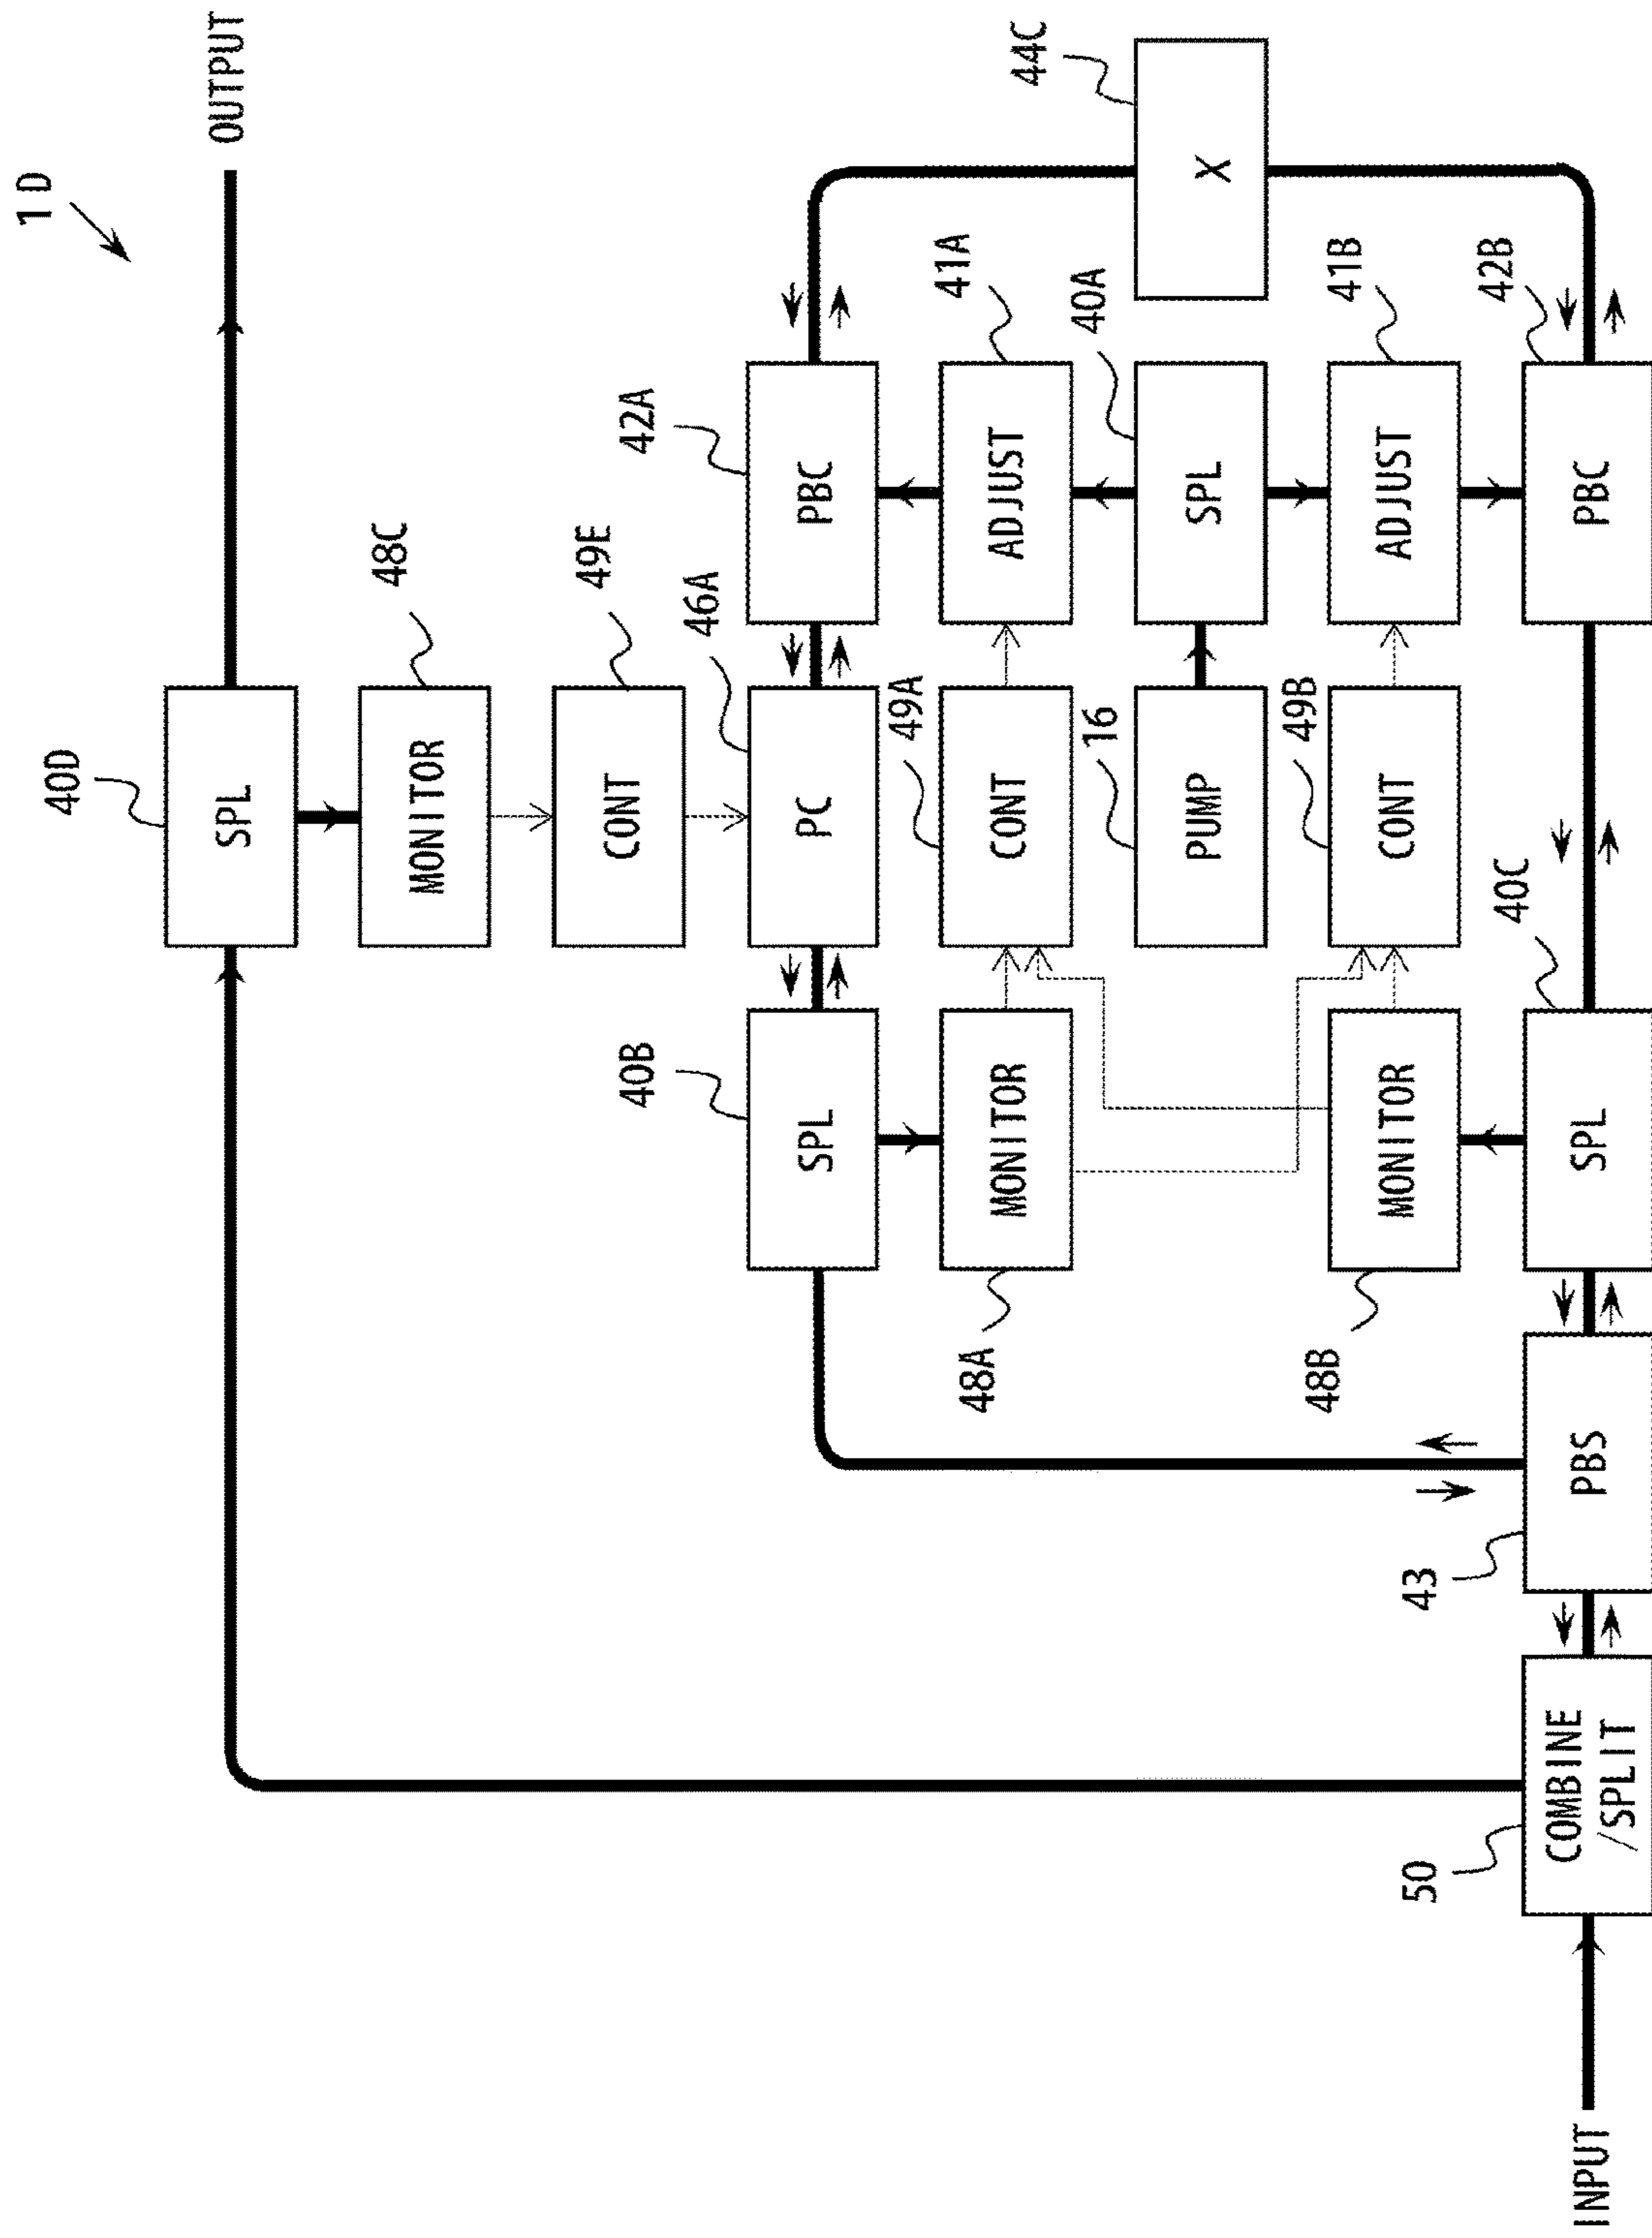 1D
OUTPUT
40D
SPL
48C
MONITOR
49E
CONT
46A
42A
40B
SPL
PC
PBC
44C
X
49A
41A
MONITOR
CONT
ADJUST
48A
16
40A
PUMP
SPL
49B
41B
48B
MONITOR
CONT
ADJUST
40C
42B
50
43
COMBINE
/SPLIT
PBS
SPL
PBC
INPUT